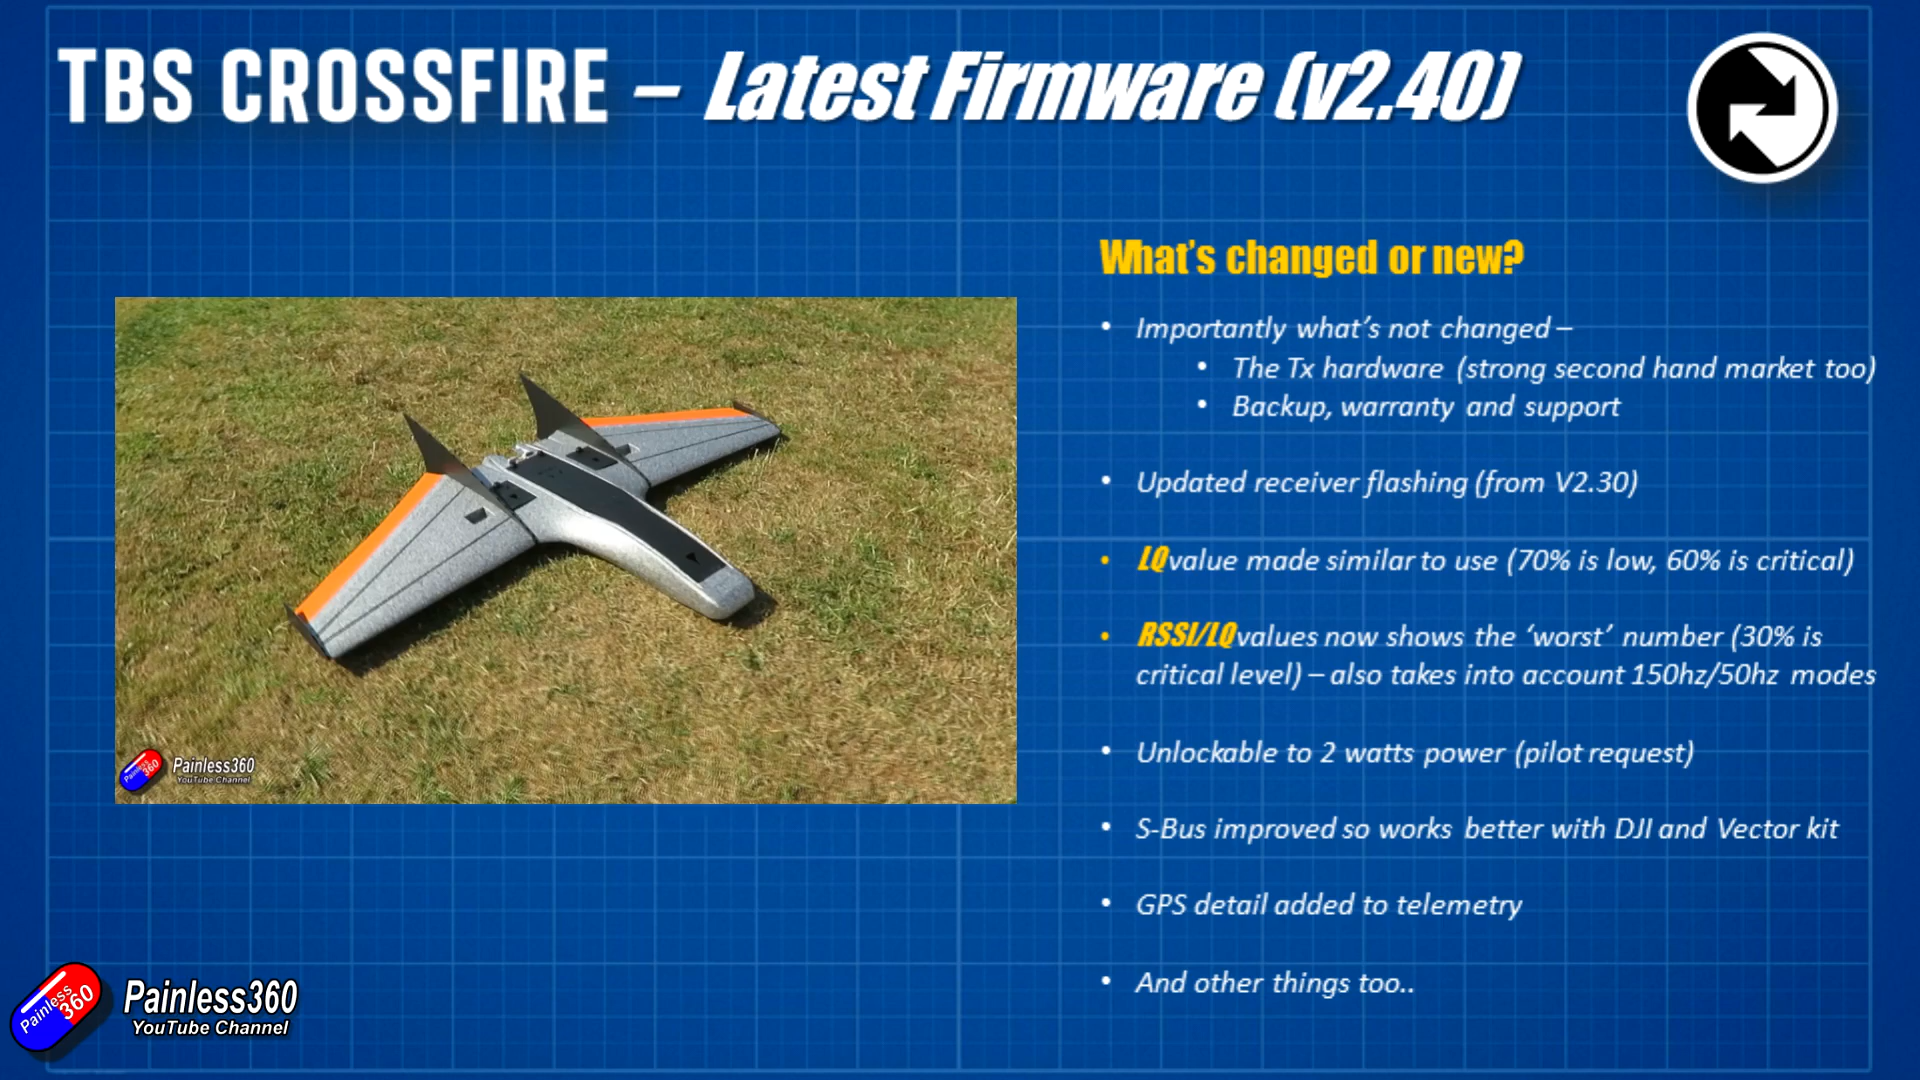 TBS CROSSFIRE – Latest Firmware (v2.40)
What's changed or new?
• Importantly what's not changed –
• The Tx hardware (strong second hand market too)
• Backup, warranty and support
• Updated receiver flashing (from V2.30)
• LQ value made similar to use (70% is low, 60% is critical)
• RSSI/LQ values now shows the ‘worst’ number (30% is
critical level) – also takes into account 150hz/50hz modes
• Unlockable to 2 watts power (pilot request)
• S-Bus improved so works better with DJI and Vector kit
• GPS detail added to telemetry
• And other things too..
Painless
360
Painless360
YouTube Channel
Painless
360
Painless360
YouTube Channel